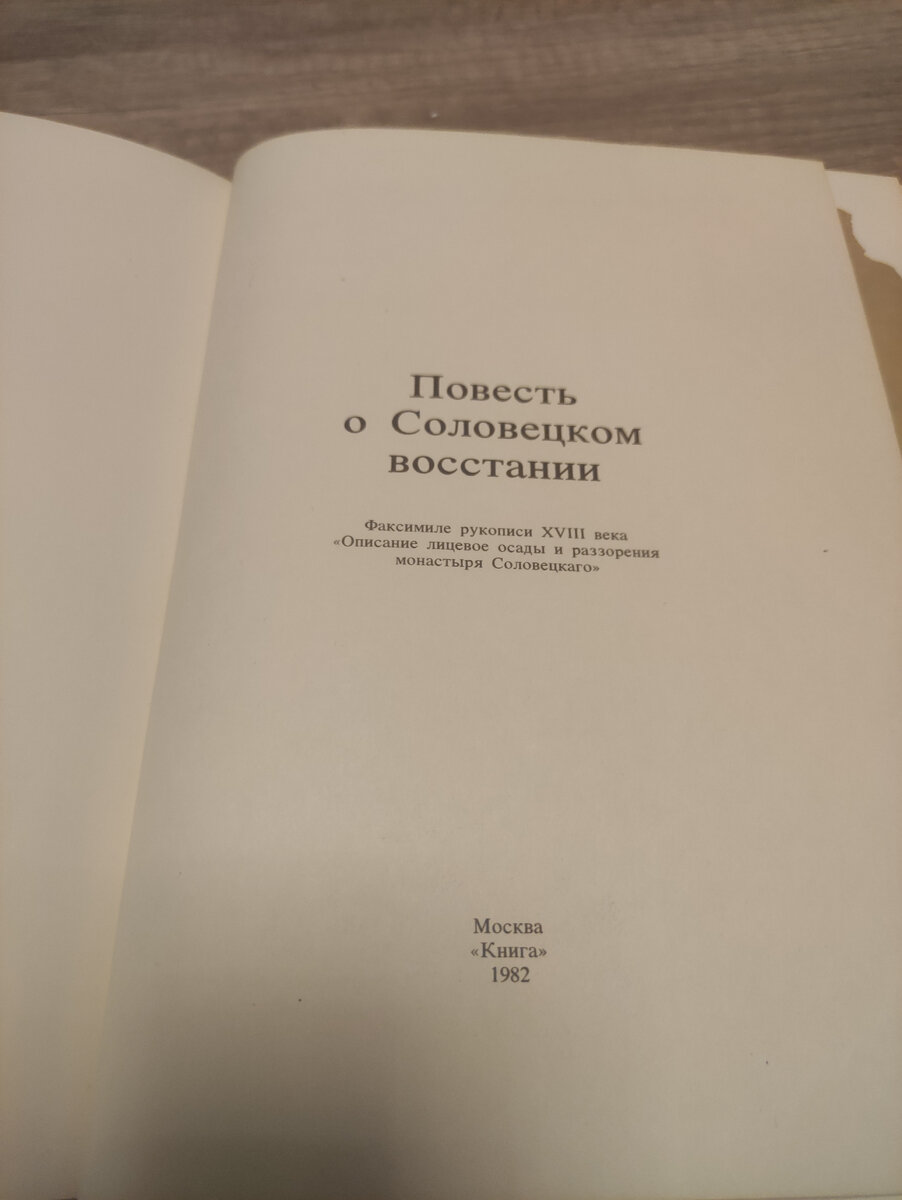 Повесть
о Соловецком
восстании
Факсимиле рукописи XVIII века
«Описание лицевое осады и раззорения
монастыря Соловецкаго»
Москва
«Книга»
1982